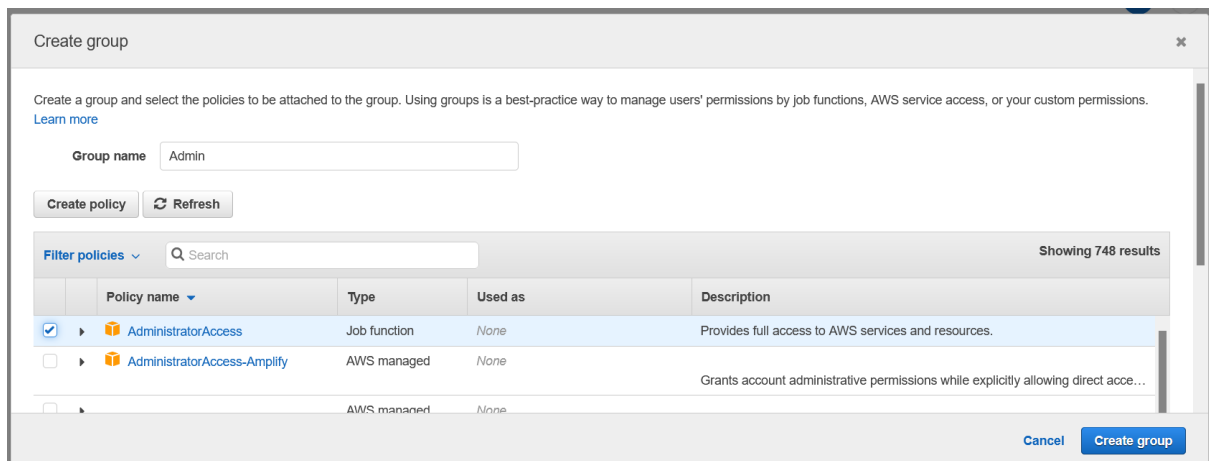 Create group
Create a group and select the policies to be attached to the group. Using groups is a best-practice way to manage users' permissions by job functions, AWS service access, or your custom permissions.
Learn more
Group name Admin
Create policy Refresh
Filter policies Search Showing 748 results
Policy name Type Used as Description
AdministratorAccess Job function None Provides full access to AWS services and resources.
AdministratorAccess-Amplify AWS managed None
Grants account administrative permissions while explicitly allowing direct acce…
AWS managed None
Cancel Create group